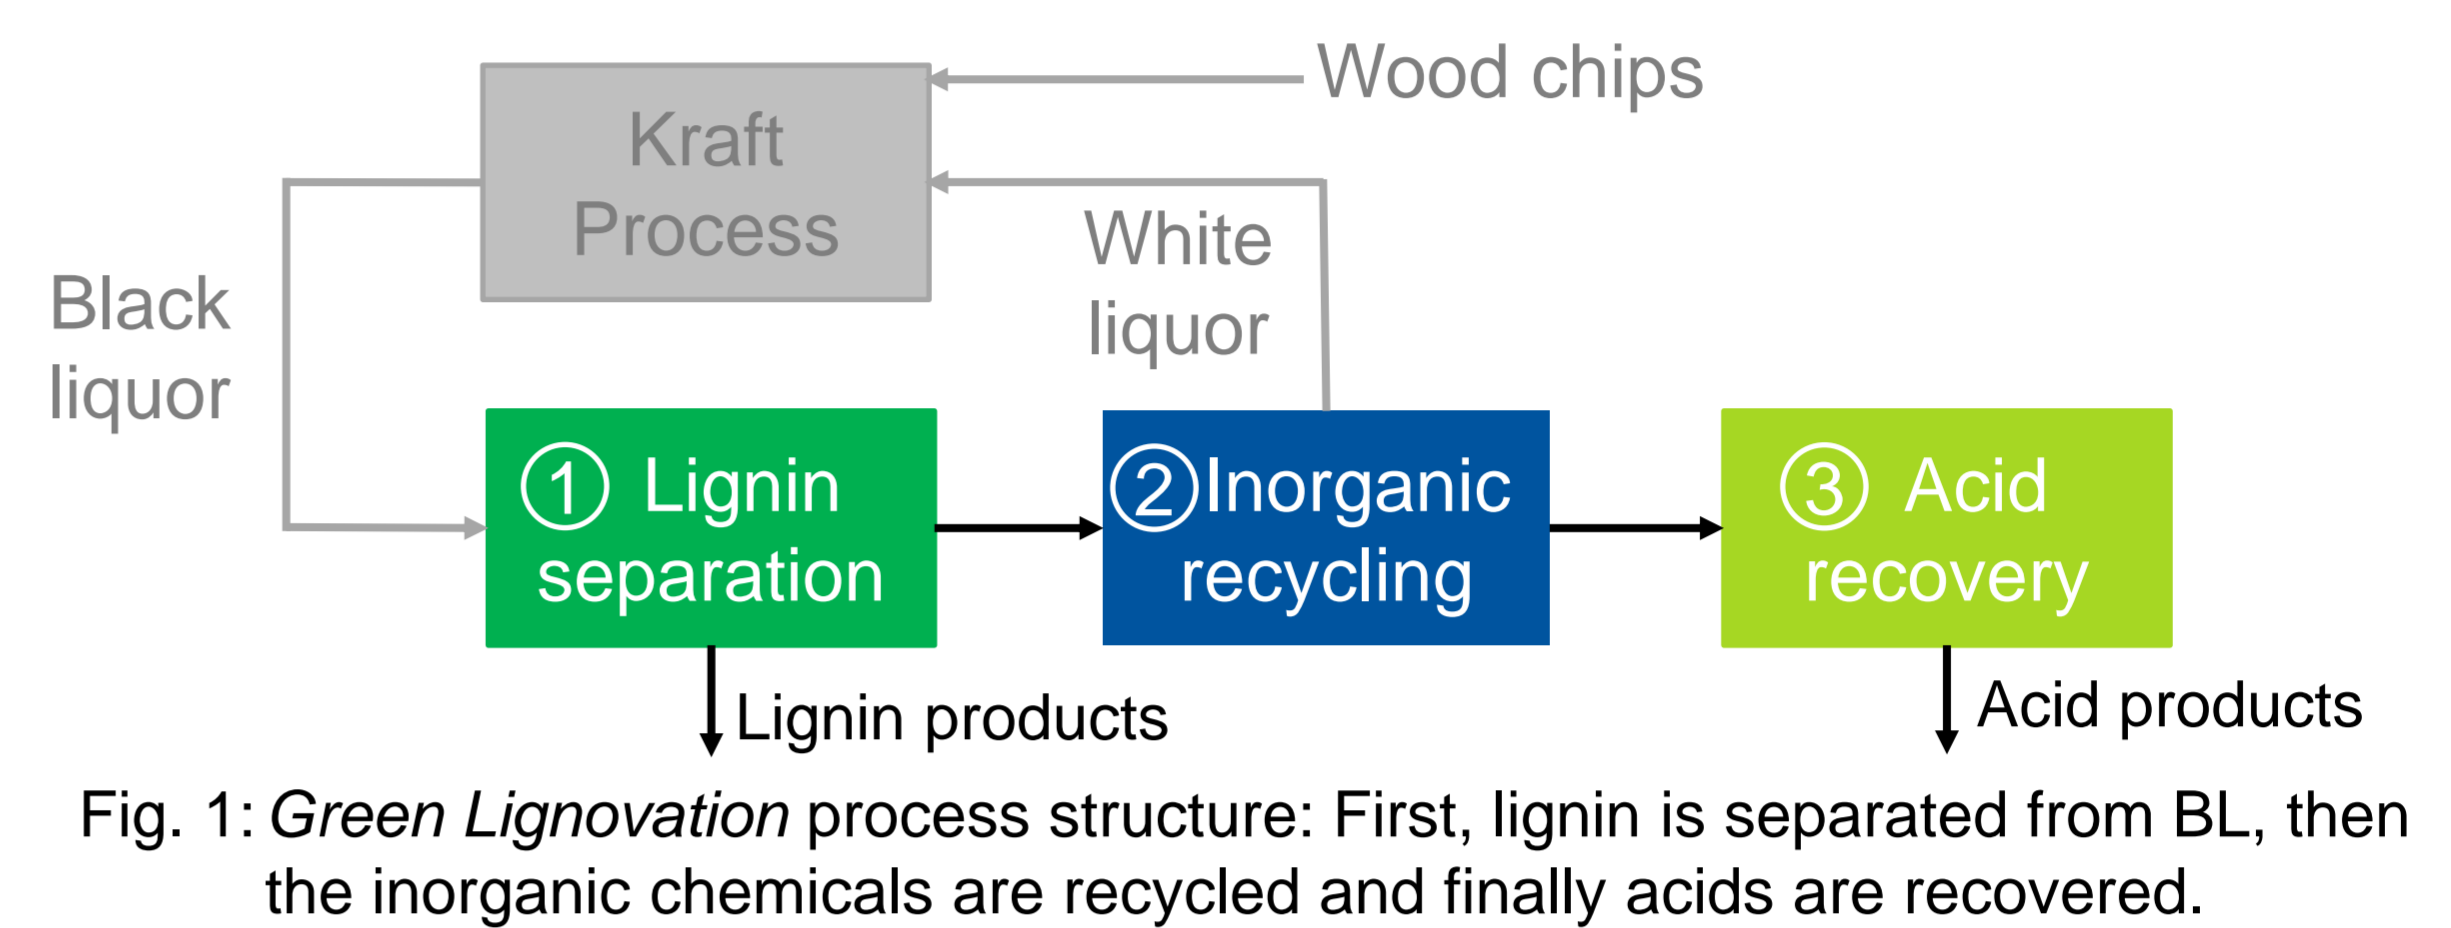 Wood chips
Kraft
Process
White
liquor
Black
liquor
① Lignin
separation
② Inorganic
recycling
③ Acid
recovery
Lignin products
Acid products
Fig. 1: Green Lignovation process structure: First, lignin is separated from BL, then
the inorganic chemicals are recycled and finally acids are recovered.